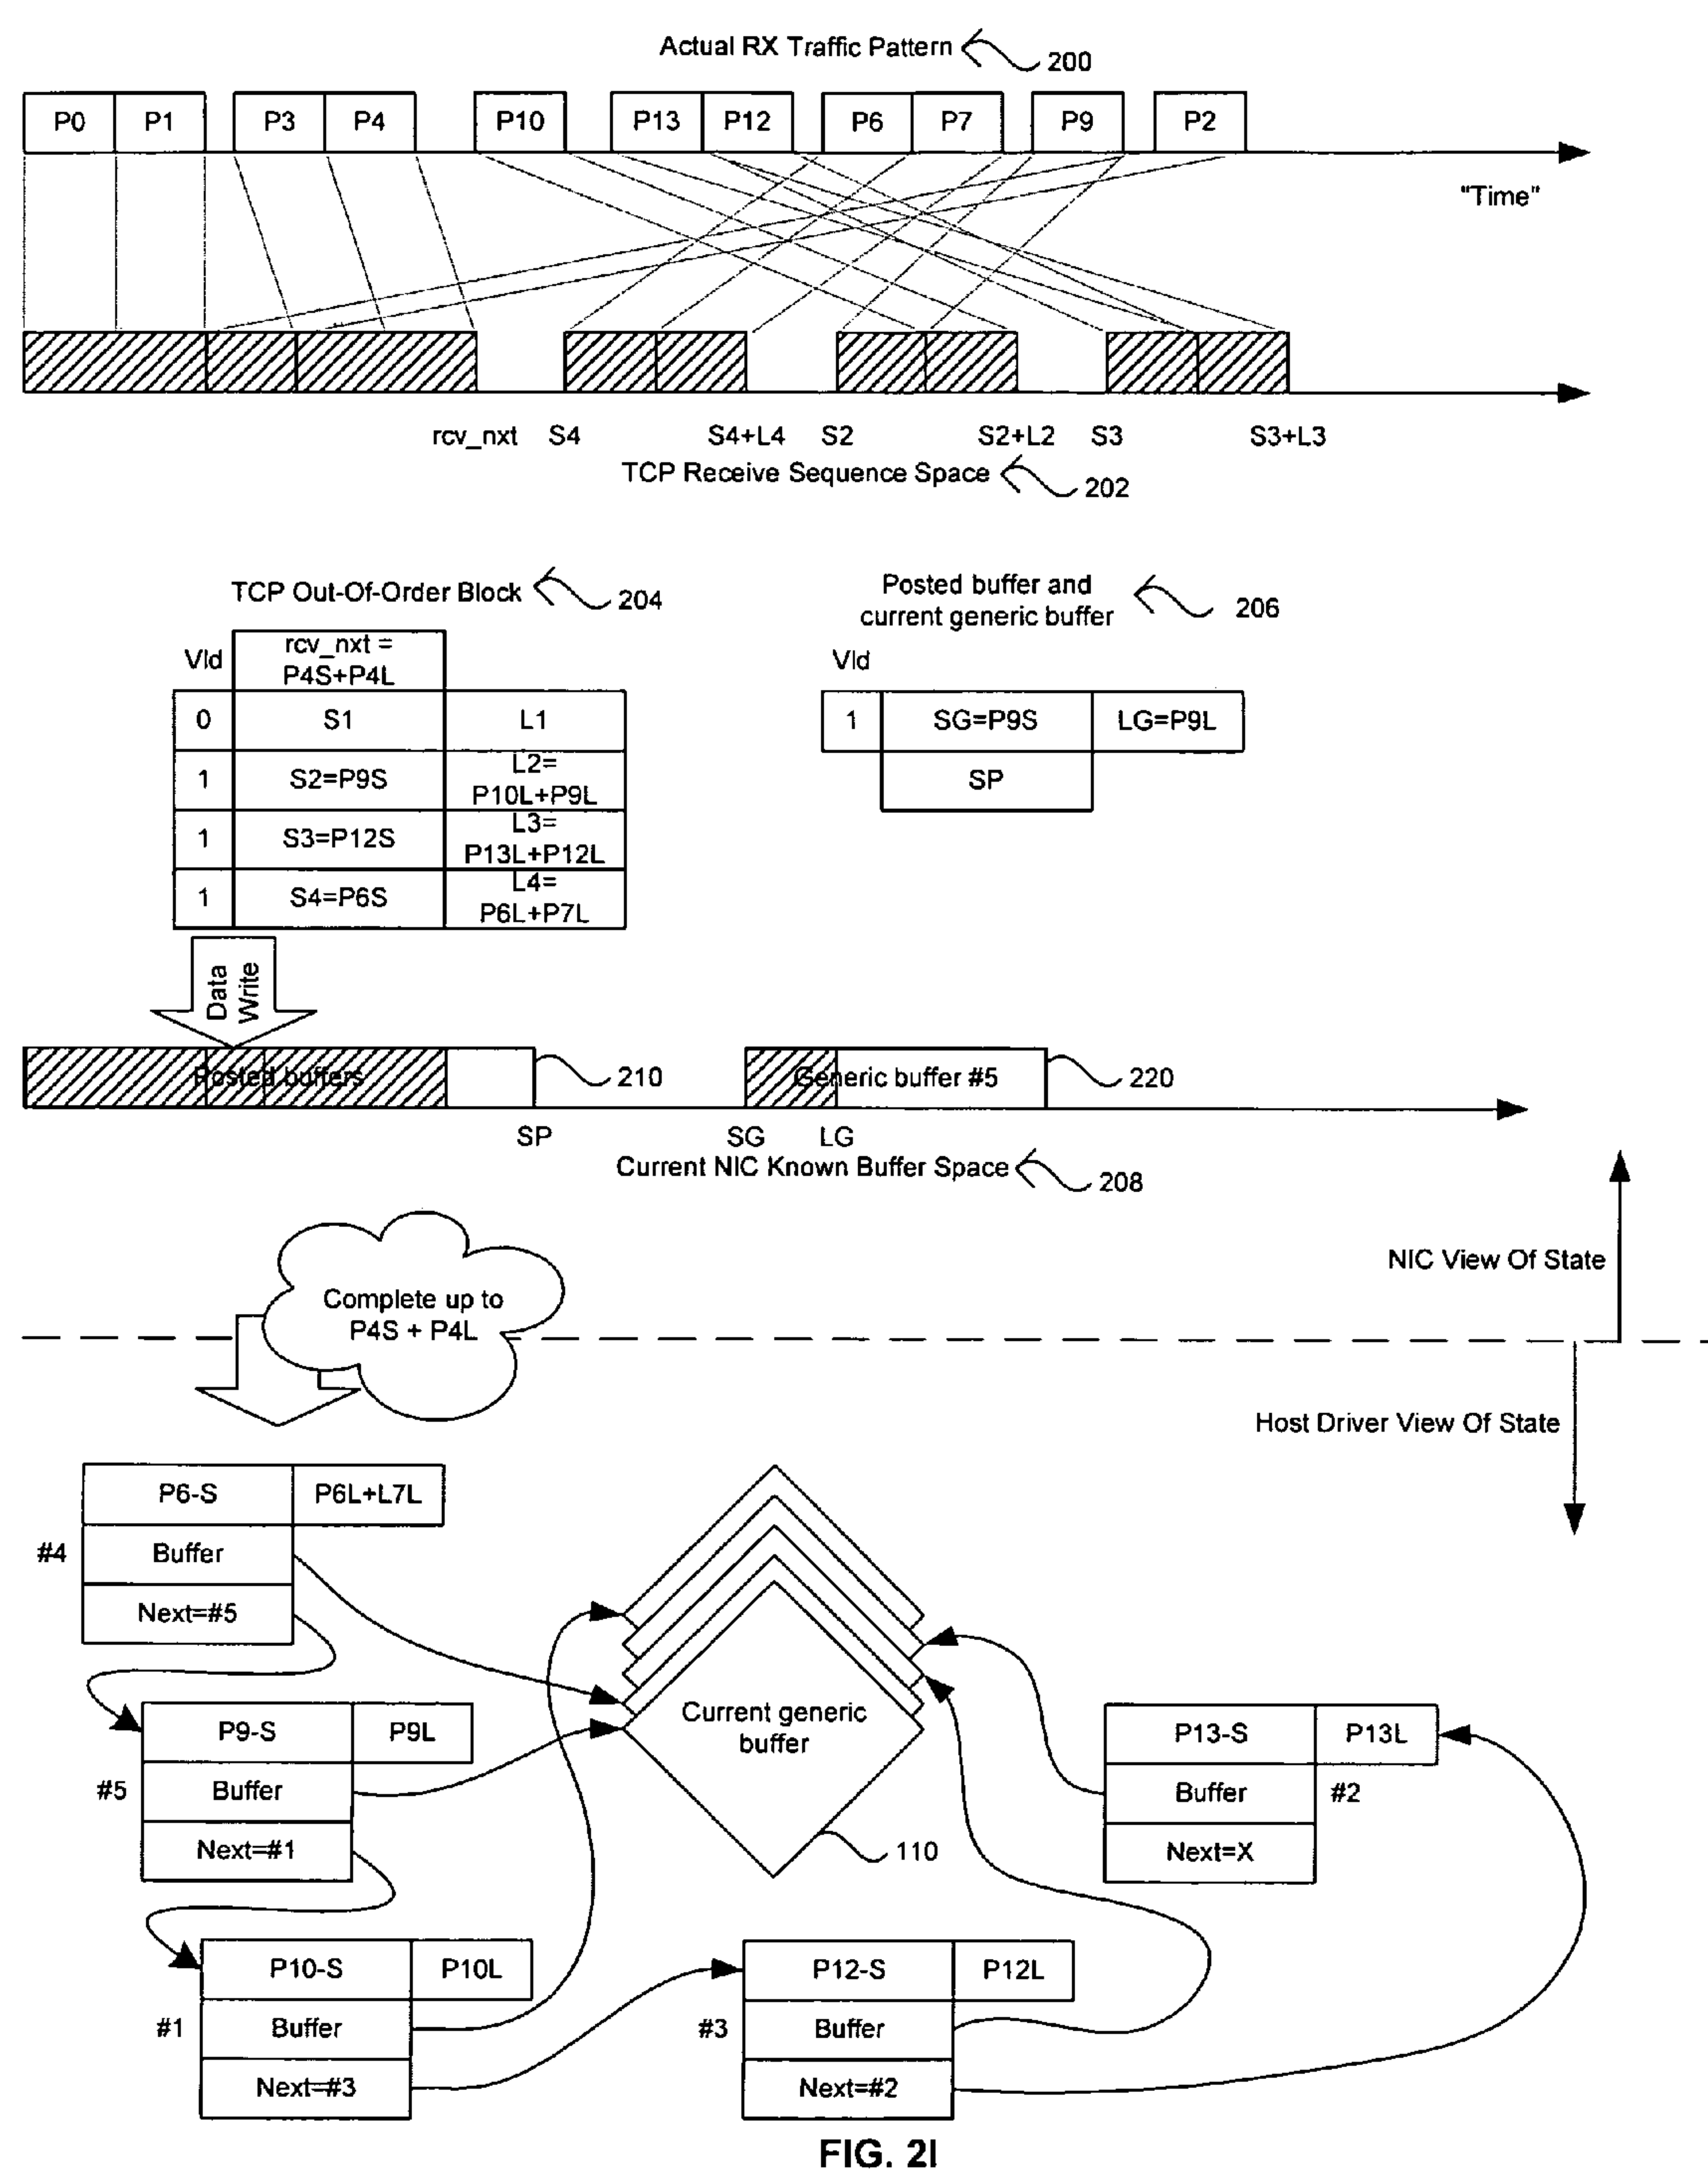 Actual RX Traffic Pattern 200
P0 P1 P3 P4 P10 P13 P12 P6 P7 P9 P2
"Time"
rcv_nxt S4 S4+L4 S2 S2+L2 S3 S3+L3
TCP Receive Sequence Space 202
TCP Out-Of-Order Block 204
Vld
rcv_nxt =
P4S+P4L
0 S1 L1
1 S2=P9S L2=
P10L+P9L
1 S3=P12S L3=
P13L+P12L
1 S4=P6S L4=
P6L+P7L
Posted buffer and
current generic buffer
206
Vld
1 SG=P9S LG=P9L
SP
Data
Write
Posted buffers 210 Generic buffer #5 220
SP SG LG
Current NIC Known Buffer Space 208
NIC View Of State
Complete up to
P4S + P4L
Host Driver View Of State
P6-S P6L+L7L
#4 Buffer
Next=#5
P9-S P9L
#5 Buffer
Next=#1
Current generic
buffer
110
P13-S P13L
Buffer #2
Next=X
P10-S P10L
#1 Buffer
Next=#3
P12-S P12L
#3 Buffer
Next=#2
FIG. 2I